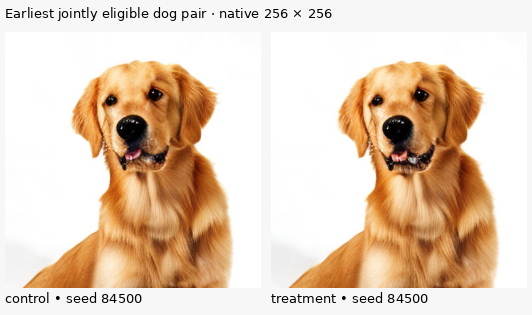 Earliest jointly eligible dog pair · native 256 × 256
control • seed 84500
treatment • seed 84500